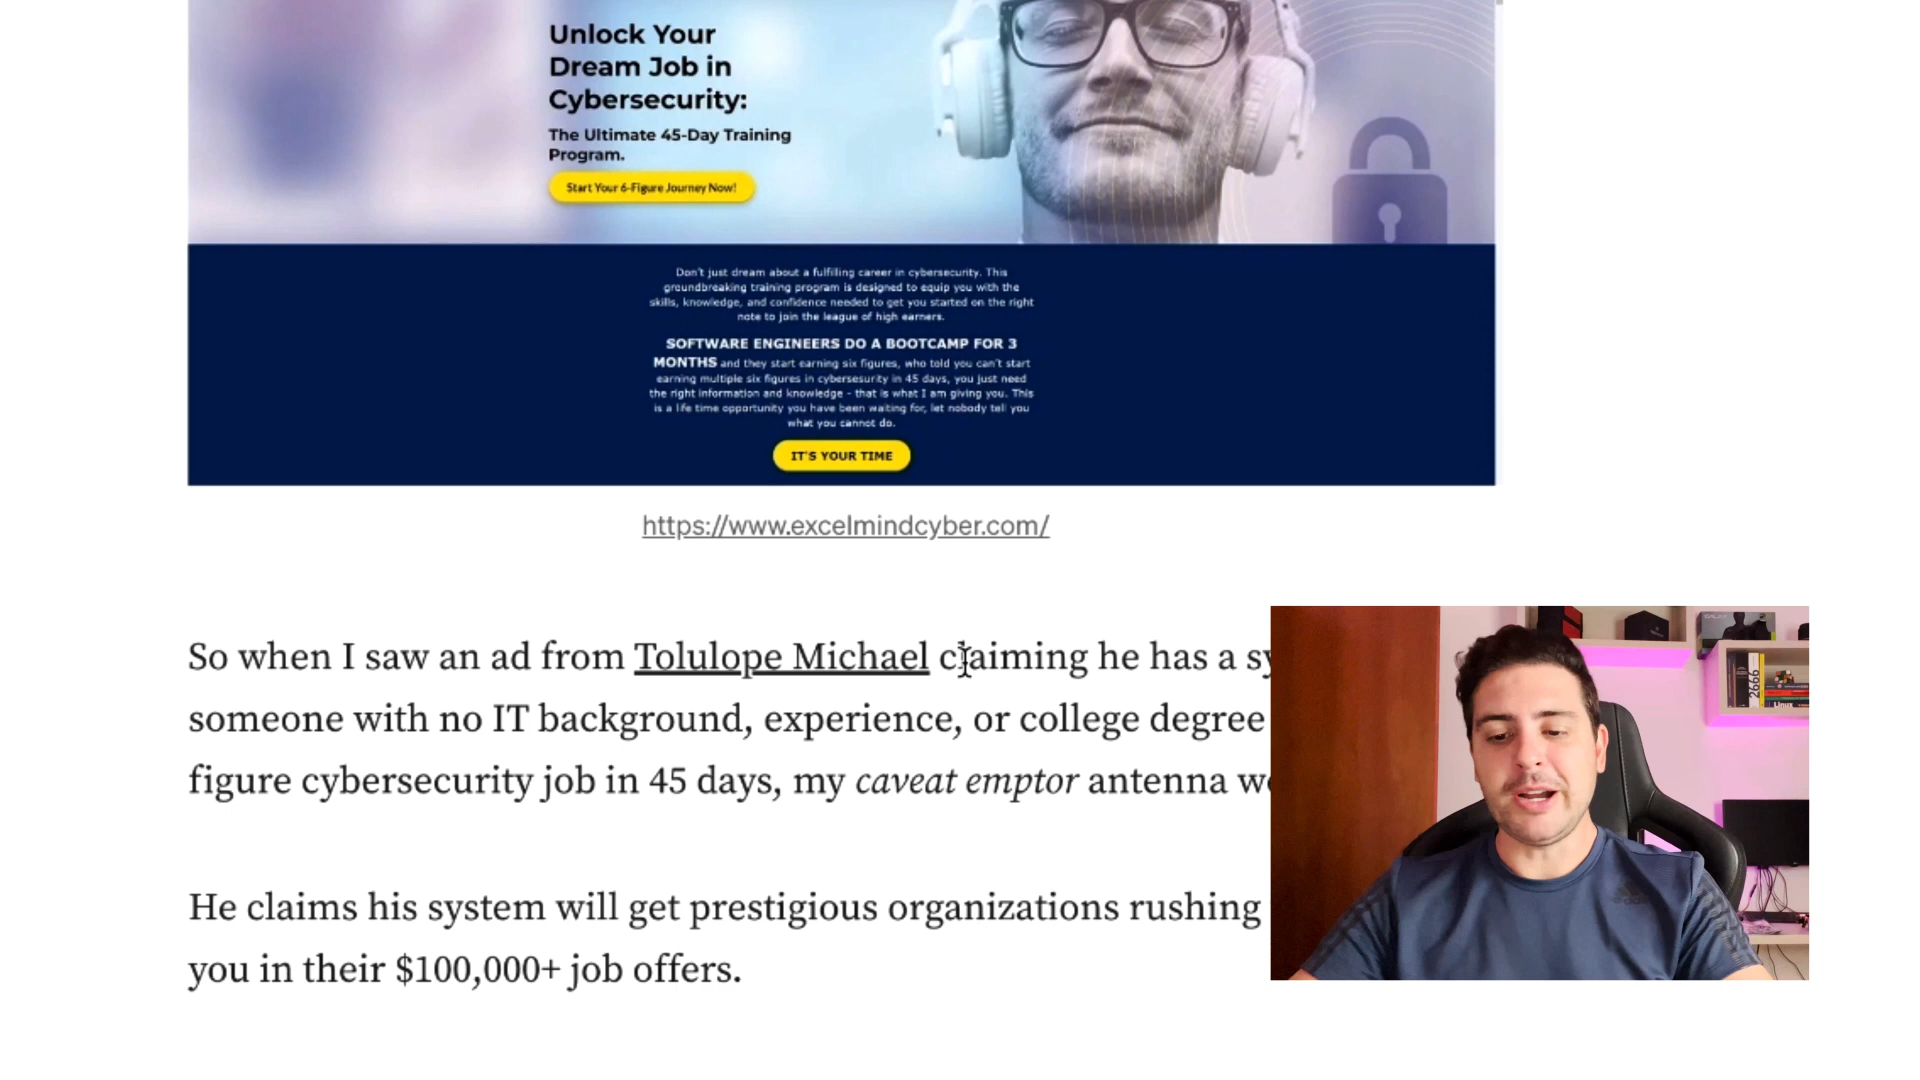 Unlock Your
Dream Job in
Cybersecurity:
The Ultimate 45-Day Training
Program.
Start Your 6-Figure Journey Now!
Don't just dream about a fulfilling career in cybersecurity. This
groundbreaking training program is designed to equip you with the
skills, knowledge, and confidence needed to get you started on the right
note to join the league of high earners.
SOFTWARE ENGINEERS DO A BOOTCAMP FOR 3
MONTHS and they start earning six figures, who told you can't start
earning multiple six figures in cybersesurity in 45 days, you just need
the right information and knowledge - that is what I am giving you. This
is a life time opportunity you have been waiting for, let nobody tell you
what you cannot do.
IT'S YOUR TIME
https://www.excelmindcyber.com/
So when I saw an ad from Tolulope Michael claiming he has a sy
someone with no IT background, experience, or college degree
figure cybersecurity job in 45 days, my caveat emptor antenna we
He claims his system will get prestigious organizations rushing
you in their $100,000+ job offers.
2666
Linux